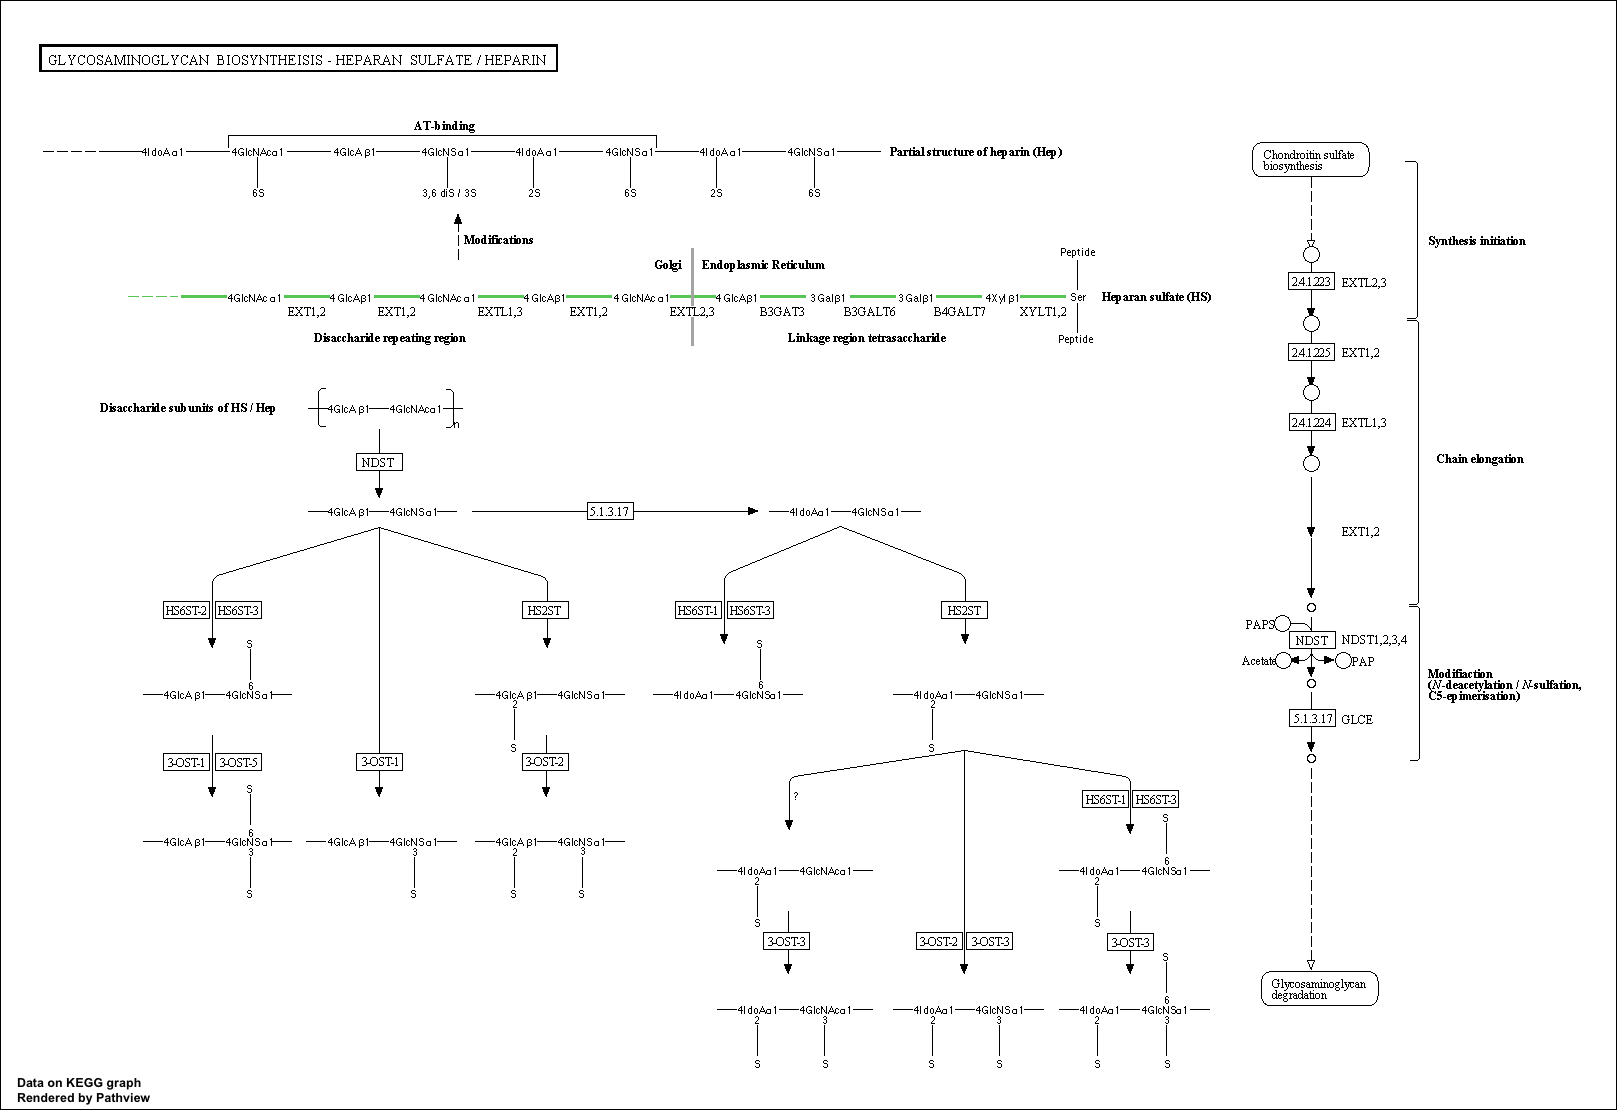 GLYCOSAMINOGLYCAN BIOSYNTHEISIS - HEPARAN SULFATE / HEPARIN
AT-binding
4IdoAα1 4GlcNAcα1 4GlcAβ1 4GlcNSα1 4IdoAα1 4GlcNSα1 4IdoAα1 4GlcNSα1 Partial structure of heparin (Hep)
6S 3,6 diS / 3S 2S 6S 2S 6S
Modifications
Peptide
Golgi Endoplasmic Reticulum
4GlcNAcα1 4GlcAβ1 4GlcNAcα1 4GlcAβ1 4GlcNAcα1 4GlcAβ1 3Galβ1 3Galβ1 4Xylβ1 Ser Heparan sulfate (HS)
EXT1,2 EXT1,2 EXTL1,3 EXT1,2 EXTL2,3 B3GAT3 B3GALT6 B4GALT7 XYLT1,2
Disaccharide repeating region Linkage region tetrasaccharide Peptide
Disaccharide subunits of HS / Hep 4GlcAβ1 4GlcNAcα1
n
NDST
4GlcAβ1 4GlcNSα1 5.1.3.17 4IdoAα1 4GlcNSα1
HS6ST-2 HS6ST-3 HS2ST HS6ST-1 HS6ST-3 HS2ST
S S
6 6
4GlcAβ1 4GlcNSα1 4GlcAβ1 4GlcNSα1 4IdoAα1 4GlcNSα1 4IdoAα1 4GlcNSα1
2 2
S S
3-OST-1 3-OST-5 3-OST-1 3-OST-2
S
6
4GlcAβ1 4GlcNSα1 4GlcAβ1 4GlcNSα1 4GlcAβ1 4GlcNSα1
3 3 2 3
S S S S
? HS6ST-1 HS6ST-3
S
6
4IdoAα1 4GlcNAcα1 4IdoAα1 4GlcNSα1
2 2
S S
3-OST-3 3-OST-2 3-OST-3 3-OST-3
S
6
4IdoAα1 4GlcNAcα1 4IdoAα1 4GlcNSα1 4IdoAα1 4GlcNSα1
2 3 2 3 2 3
S S S S S S
Chondroitin sulfate
biosynthesis
Synthesis initiation
2.4.1.223 EXTL2,3
2.4.1.225 EXT1,2
2.4.1.224 EXTL1,3
Chain elongation
EXT1,2
PAPS
NDST NDST1,2,3,4
Acetate PAP
Modifiaction
(N-deacetylation / N-sulfation,
C5-epimerisation)
5.1.3.17 GLCE
Glycosaminoglycan
degradation
Data on KEGG graph
Rendered by Pathview